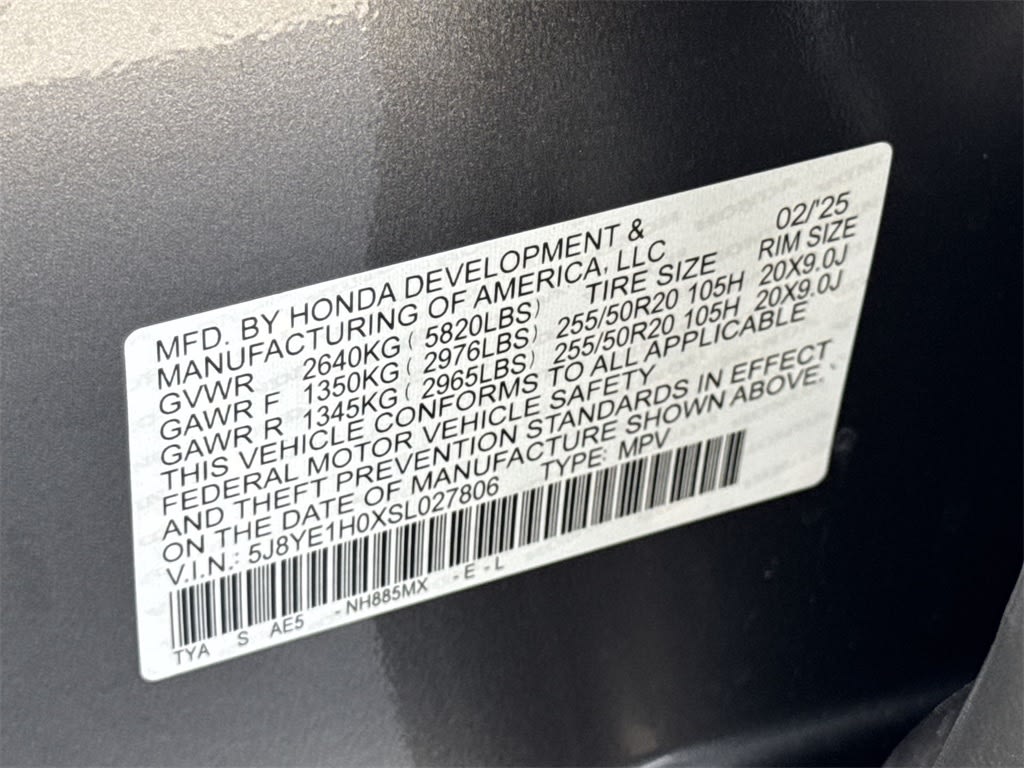 MFD. BY HONDA DEVELOPMENT & 02/'25
MANUFACTURING OF AMERICA, LLC RIM SIZE
GVWR 2640KG ( 5820LBS) TIRE SIZE
GAWR F 1350KG ( 2976LBS) 255/50R20 105H 20X9.0J
GAWR R 1345KG ( 2965LBS) 255/50R20 105H 20X9.0J
THIS VEHICLE CONFORMS TO ALL APPLICABLE
FEDERAL MOTOR VEHICLE SAFETY
AND THEFT PREVENTION STANDARDS IN EFFECT
ON THE DATE OF MANUFACTURE SHOWN ABOVE.
V.I.N.: 5J8YE1H0XSL027806 TYPE: MPV
TYA S AE5 - NH885MX - E - L